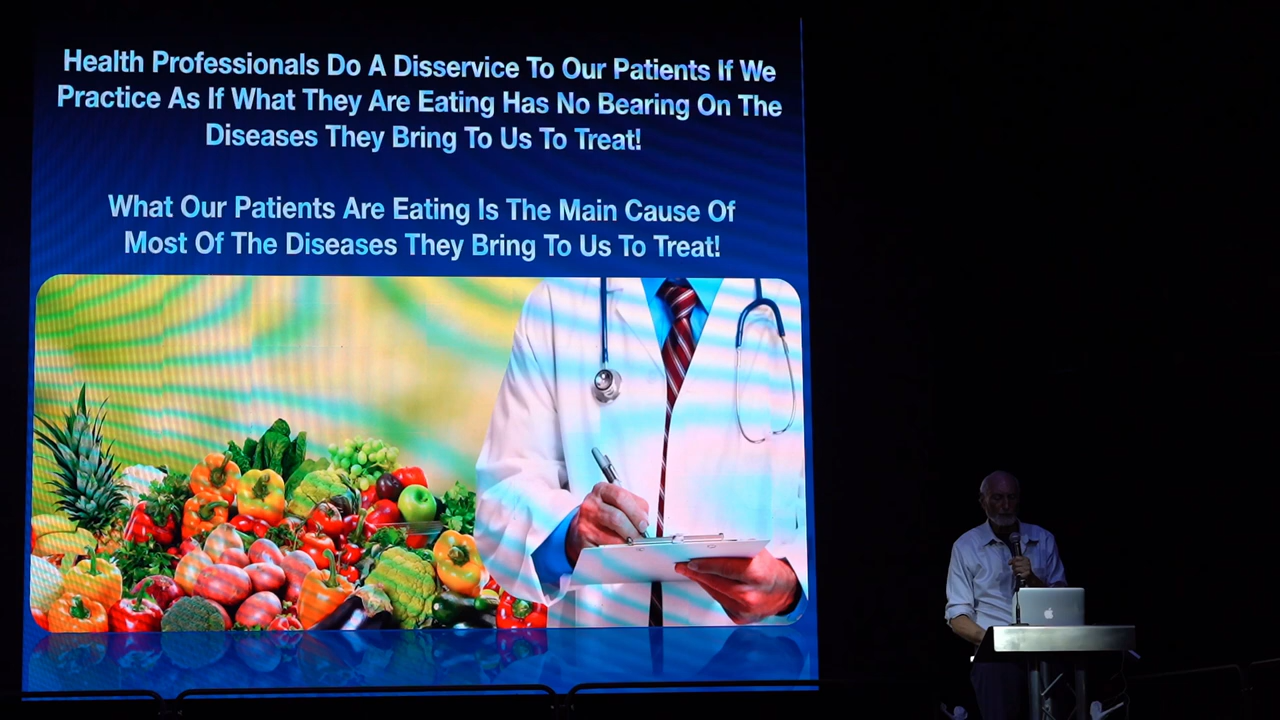 Health Professionals Do A Disservice To Our Patients If We
Practice As If What They Are Eating Has No Bearing On The
Diseases They Bring To Us To Treat!
What Our Patients Are Eating Is The Main Cause Of
Most Of The Diseases They Bring To Us To Treat!